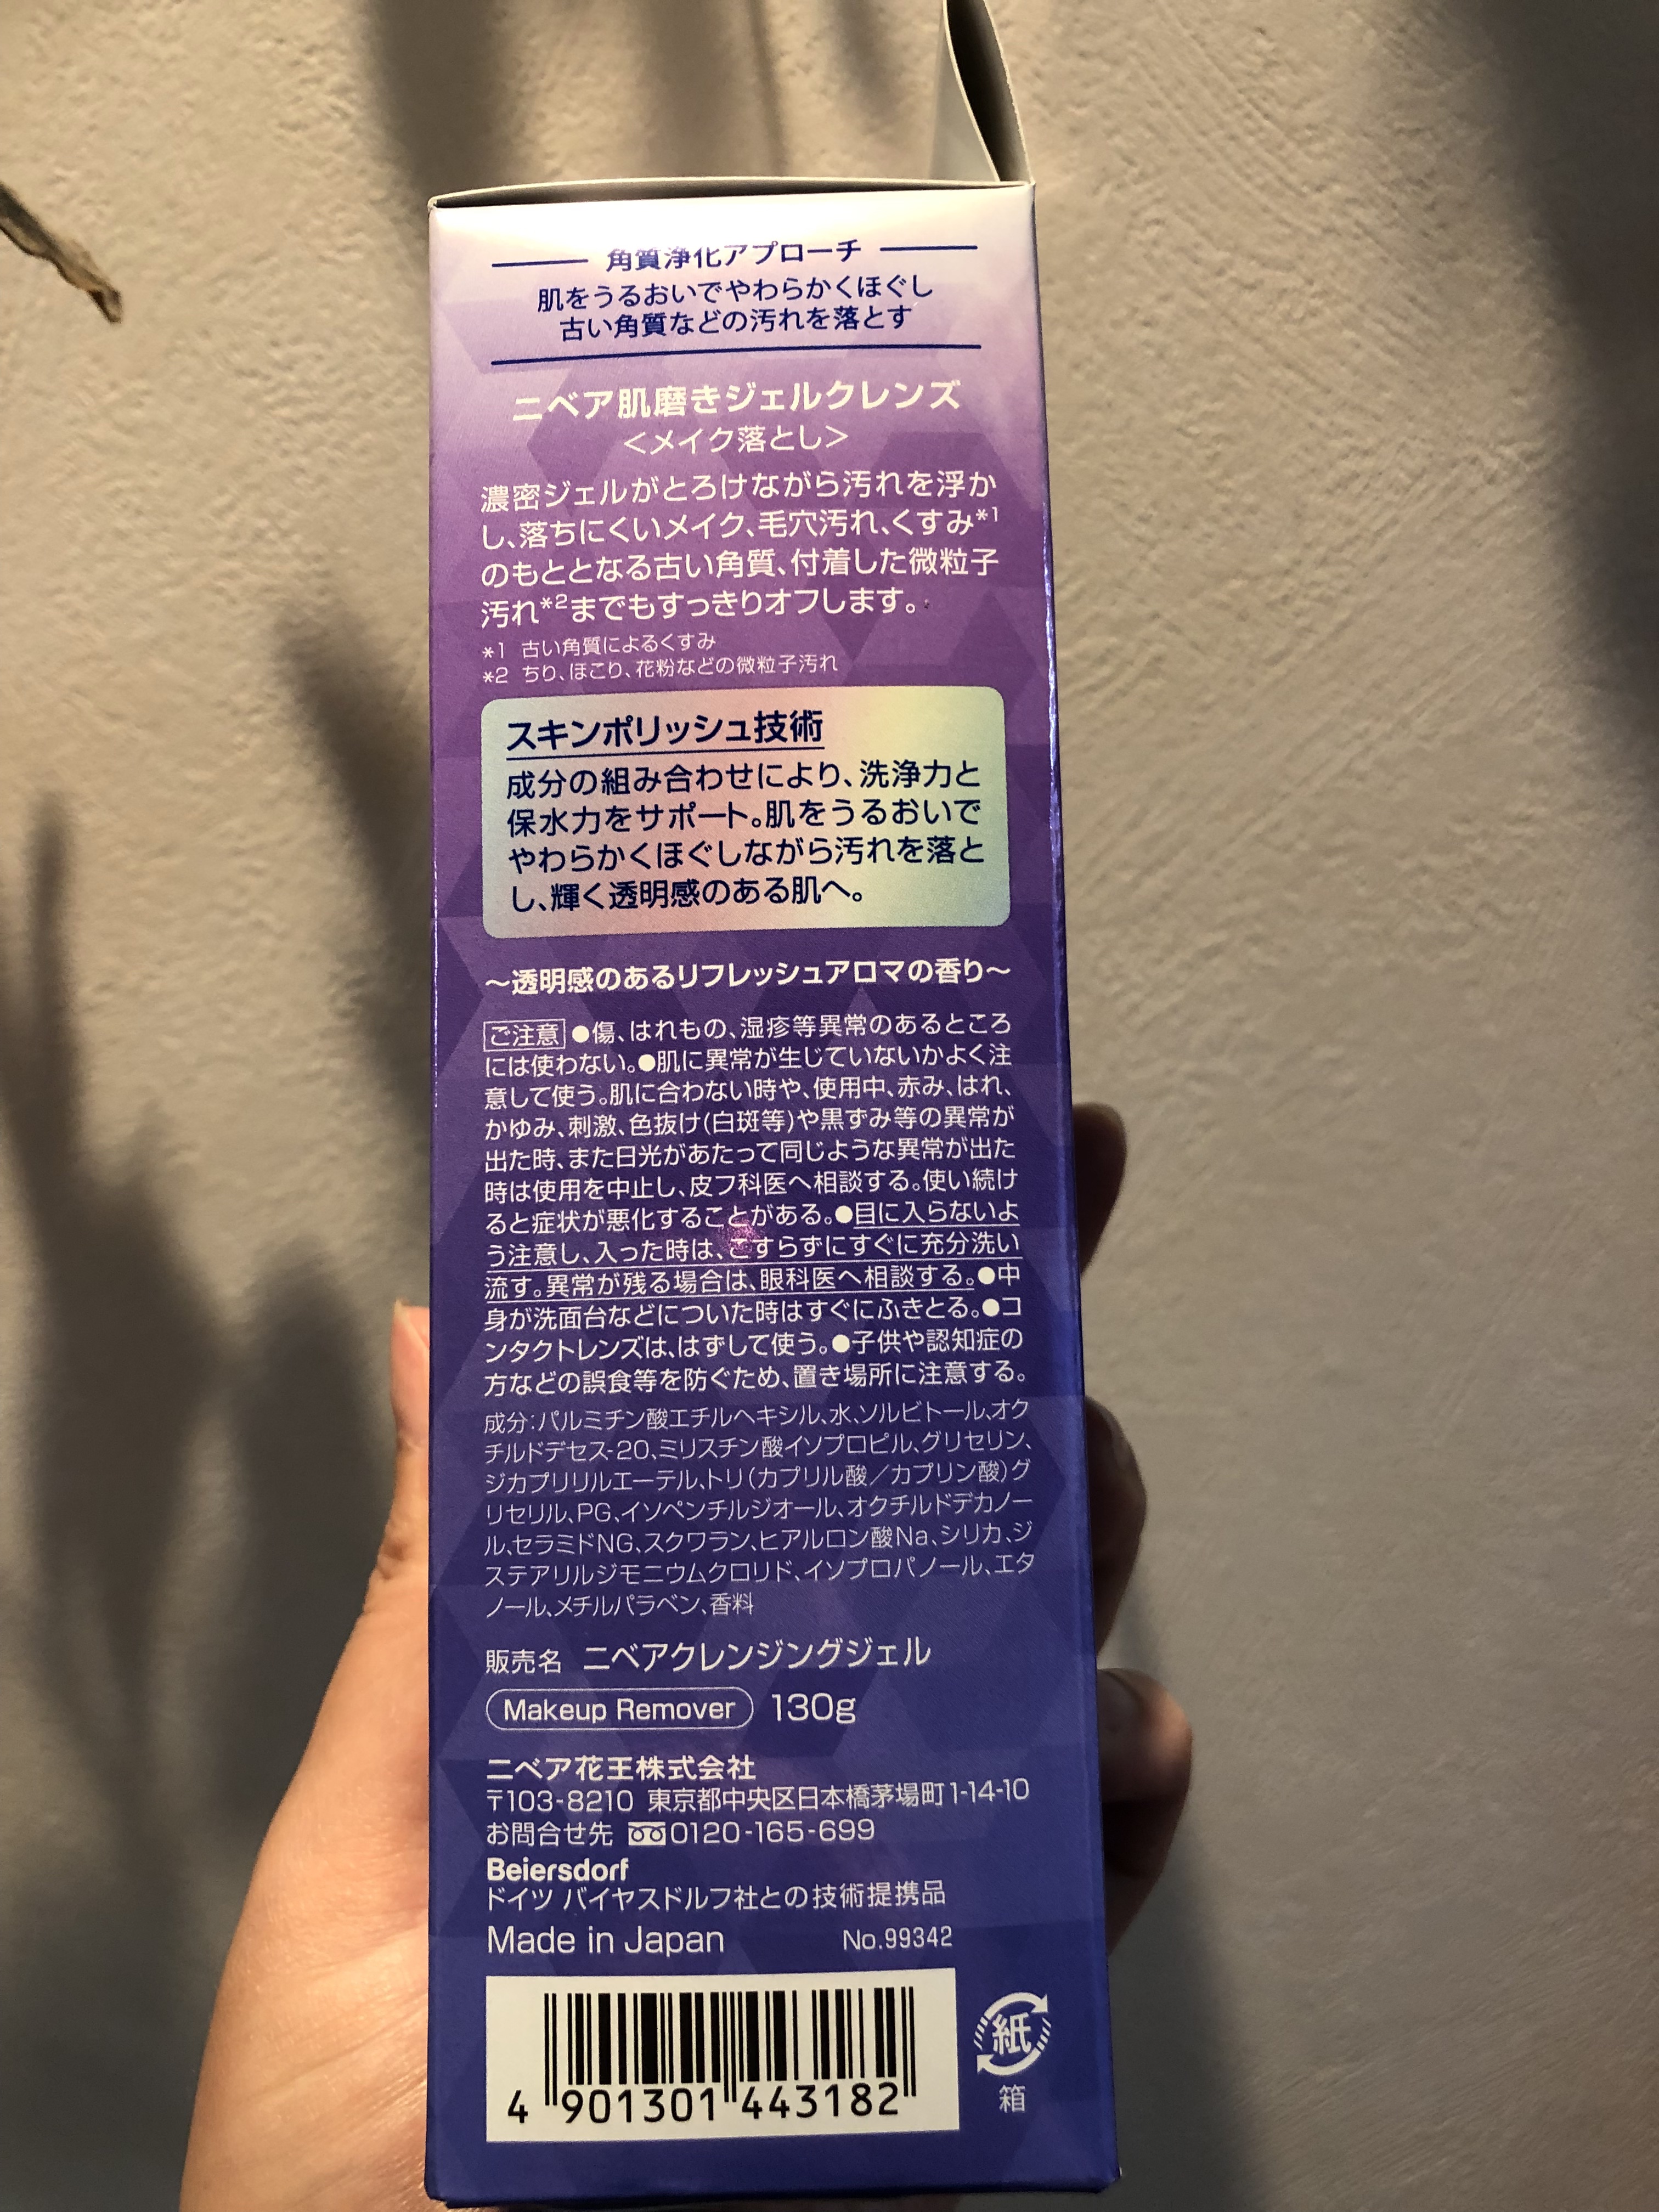 角質浄化アプローチ
肌をうるおいでやわらかくほぐし
古い角質などの汚れを落とす
ニベア肌磨きジェルクレンズ
＜メイク落とし＞
濃密ジェルがとろけながら汚れを浮か
し、落ちにくいメイク、毛穴汚れ、くすみ*1
のもととなる古い角質、付着した微粒子
汚れ*2までもすっきりオフします。
*1 古い角質によるくすみ
*2 ちり、ほこり、花粉などの微粒子汚れ
スキンポリッシュ技術
成分の組み合わせにより、洗浄力と
保水力をサポート。肌をうるおいで
やわらかくほぐしながら汚れを落と
し、輝く透明感のある肌へ。
～透明感のあるリフレッシュアロマの香り～
ご注意 ●傷、はれもの、湿疹等異常のあるところ
には使わない。●肌に異常が生じていないかよく注
意して使う。肌に合わない時や、使用中、赤み、はれ、
かゆみ、刺激、色抜け(白斑等)や黒ずみ等の異常が
出た時、また日光があたって同じような異常が出た
時は使用を中止し、皮フ科医へ相談する。使い続け
ると症状が悪化することがある。●目に入らないよ
う注意し、入った時は、こすらずにすぐに充分洗い
流す。異常が残る場合は、眼科医へ相談する。●中
身が洗面台などについた時はすぐにふきとる。●コ
ンタクトレンズは、はずして使う。●子供や認知症の
方などの誤食等を防ぐため、置き場所に注意する。
成分：パルミチン酸エチルヘキシル、水、ソルビトール、オク
チルドデセス-20、ミリスチン酸イソプロピル、グリセリン、
ジカプリリルエーテル、トリ(カプリル酸／カプリン酸)グ
リセリル、PG、イソペンチルジオール、オクチルドデカノー
ル、セラミドNG、スクワラン、ヒアルロン酸Na、シリカ、ジ
ステアリルジモニウムクロリド、イソプロパノール、エタ
ノール、メチルパラベン、香料
販売名 ニベアクレンジングジェル
Makeup Remover 130g
ニベア花王株式会社
〒103-8210 東京都中央区日本橋茅場町1-14-10
お問合せ先 0120-165-699
Beiersdorf
ドイツ バイヤスドルフ社との技術提携品
Made in Japan No.99342
4 901301 443182
紙
箱